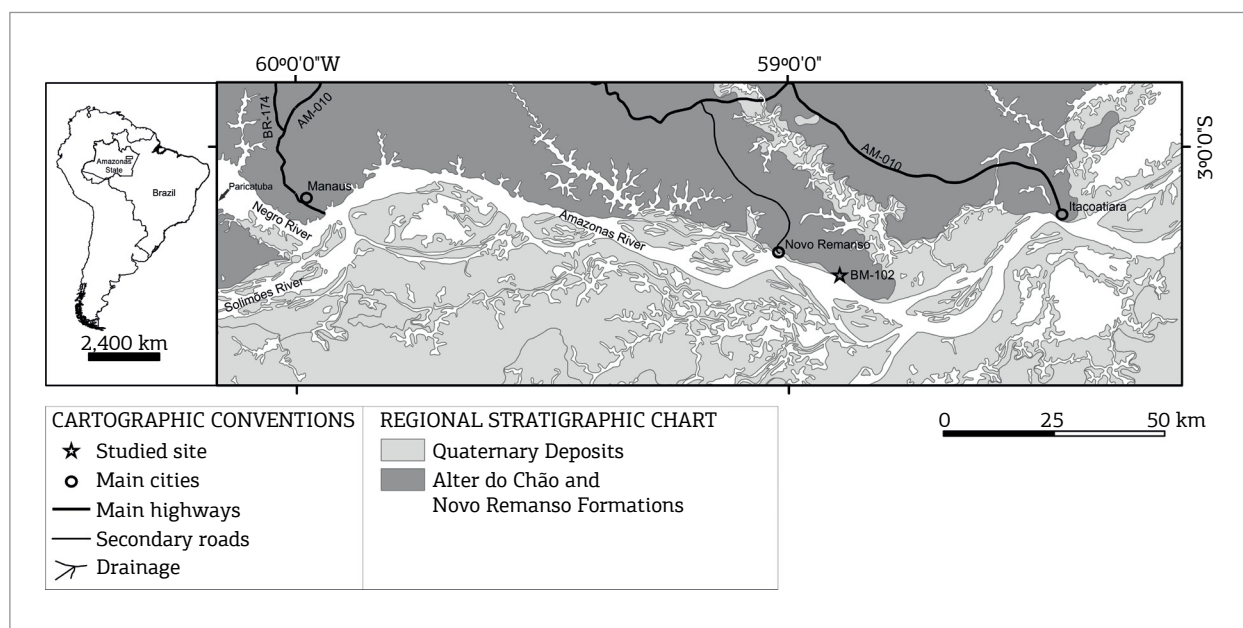 60º0'0"W
59º0'0"
3º0'0"S
BR-174
AM-010
AM-010
Amazonas
State
Brazil
2,400 km
Paricatuba
Manaus
Negro River
Solimões River
Amazonas River
Novo Remanso
BM-102
Itacoatiara
CARTOGRAPHIC CONVENTIONS
Studied site
Main cities
Main highways
Secondary roads
Drainage
REGIONAL STRATIGRAPHIC CHART
Quaternary Deposits
Alter do Chão and
Novo Remanso Formations
0 25 50 km